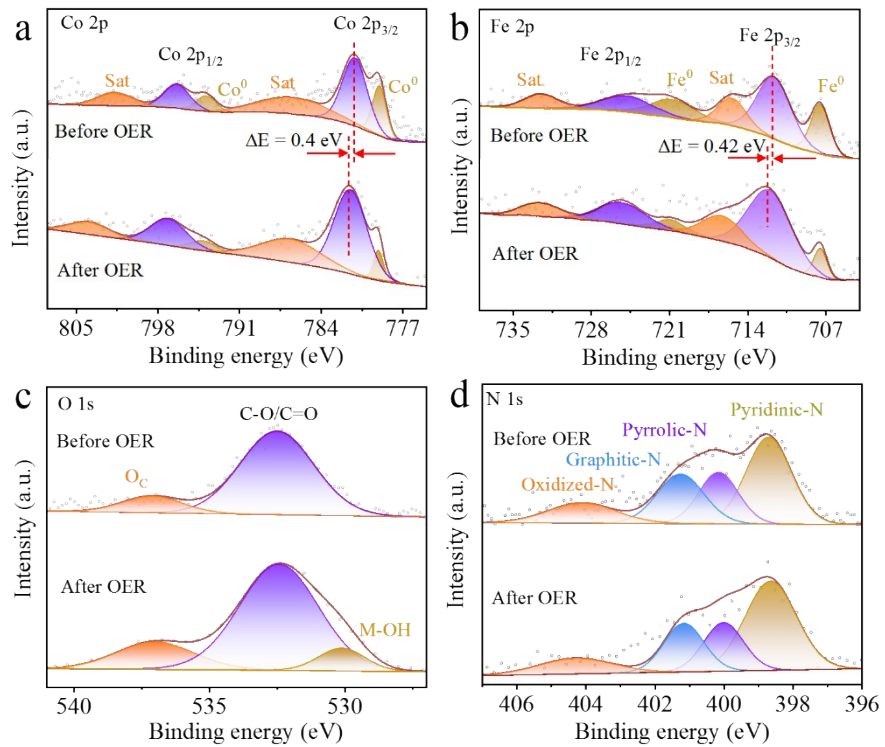 a
Co 2p
Co 2p₃/₂
Co 2p₁/₂
Sat
Co⁰
Sat
Co⁰
Before OER
ΔE = 0.4 eV
After OER
Intensity (a.u.)
805 798 791 784 777
Binding energy (eV)
b
Fe 2p
Fe 2p₃/₂
Fe 2p₁/₂
Sat
Fe⁰
Sat
Fe⁰
Before OER
ΔE = 0.42 eV
After OER
Intensity (a.u.)
735 728 721 714 707
Binding energy (eV)
c
O 1s
C-O/C=O
Before OER
O_C
After OER
M-OH
Intensity (a.u.)
540 535 530
Binding energy (eV)
d
N 1s
Before OER
Pyridinic-N
Pyrrolic-N
Graphitic-N
Oxidized-N
After OER
Intensity (a.u.)
406 404 402 400 398 396
Binding energy (eV)